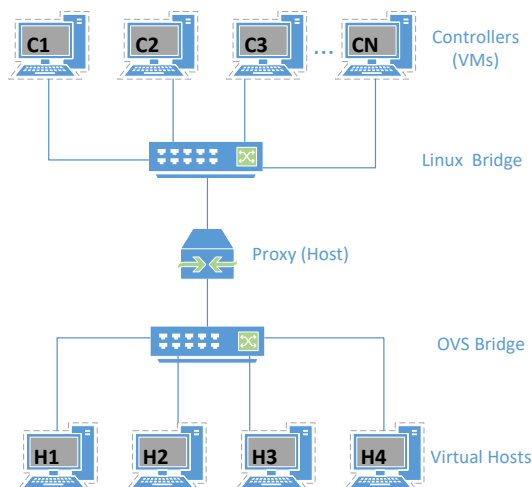 C1 C2 C3 ... CN
Controllers
(VMs)
Linux Bridge
Proxy (Host)
OVS Bridge
H1 H2 H3 H4
Virtual Hosts